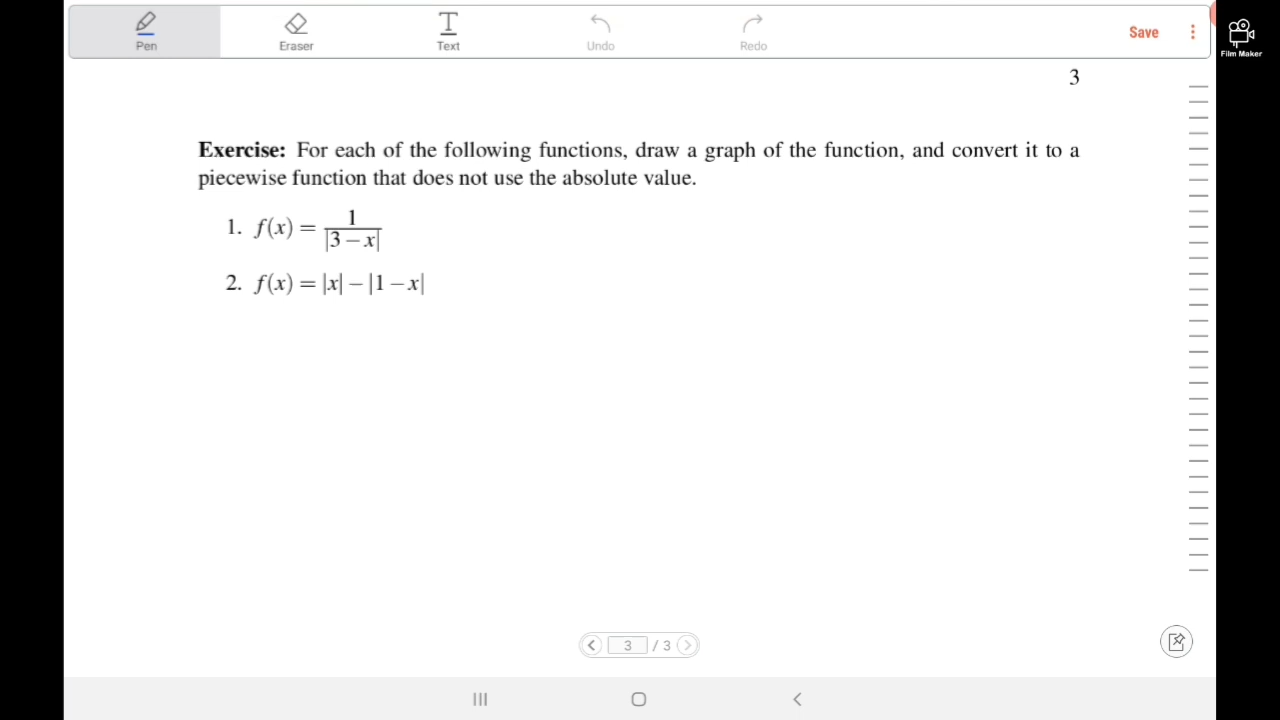 Pen Eraser Text Undo Redo Save
Film Maker
3
Exercise: For each of the following functions, draw a graph of the function, and convert it to a
piecewise function that does not use the absolute value.
1. f(x) = 1/|3 − x|
2. f(x) = |x| − |1 − x|
3 / 3